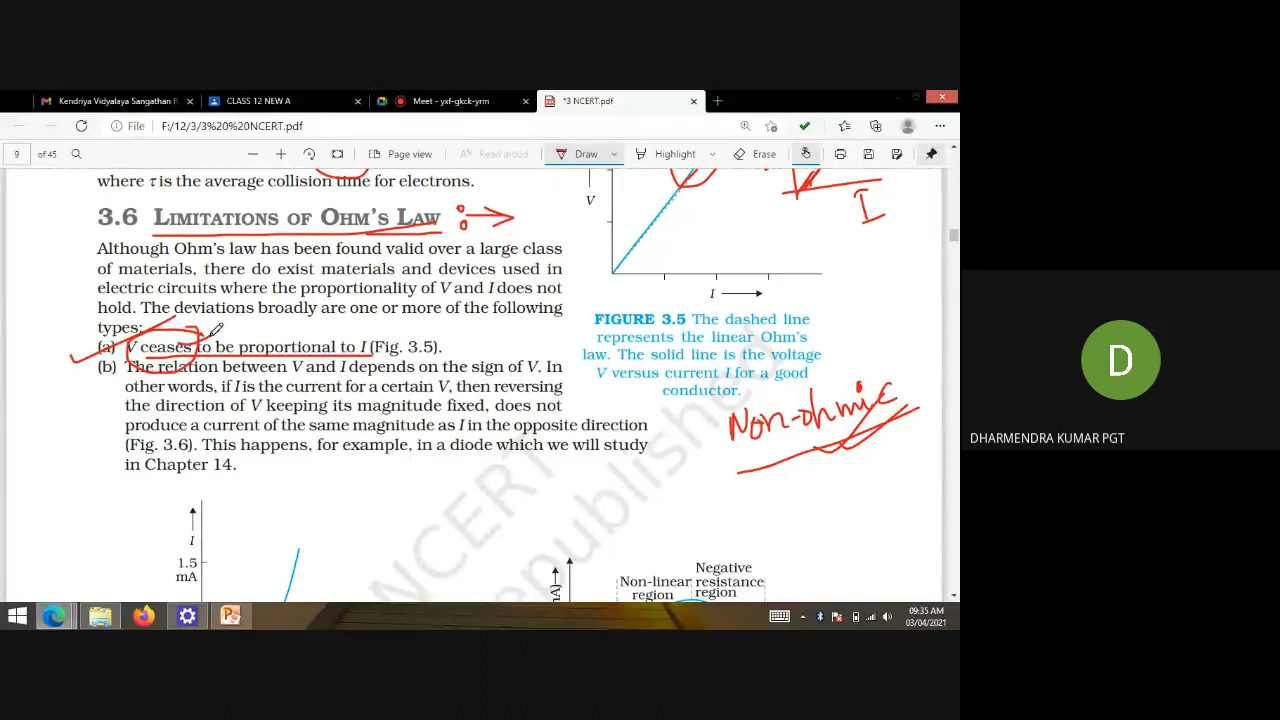 Kendriya Vidyalaya Sangathan R
CLASS 12 NEW A
Meet - yxf-gkck-yrm
*3 NCERT.pdf
File F:/12/3/3%20%20NCERT.pdf
9 of 45
Page view
Read aloud
Draw
Highlight
Erase
where τ is the average collision time for electrons.
3.6 LIMITATIONS OF OHM'S LAW
Although Ohm's law has been found valid over a large class
of materials, there do exist materials and devices used in
electric circuits where the proportionality of V and I does not
hold. The deviations broadly are one or more of the following
types:
(a) V ceases to be proportional to I (Fig. 3.5).
(b) The relation between V and I depends on the sign of V. In
other words, if I is the current for a certain V, then reversing
the direction of V keeping its magnitude fixed, does not
produce a current of the same magnitude as I in the opposite direction
(Fig. 3.6). This happens, for example, in a diode which we will study
in Chapter 14.
V
I
I
FIGURE 3.5 The dashed line
represents the linear Ohm's
law. The solid line is the voltage
V versus current I for a good
conductor.
Non-ohmic
NCERT
republished
I
1.5
mA
Non-linear
region
Negative
resistance
region
09:35 AM
03/04/2021
D
DHARMENDRA KUMAR PGT